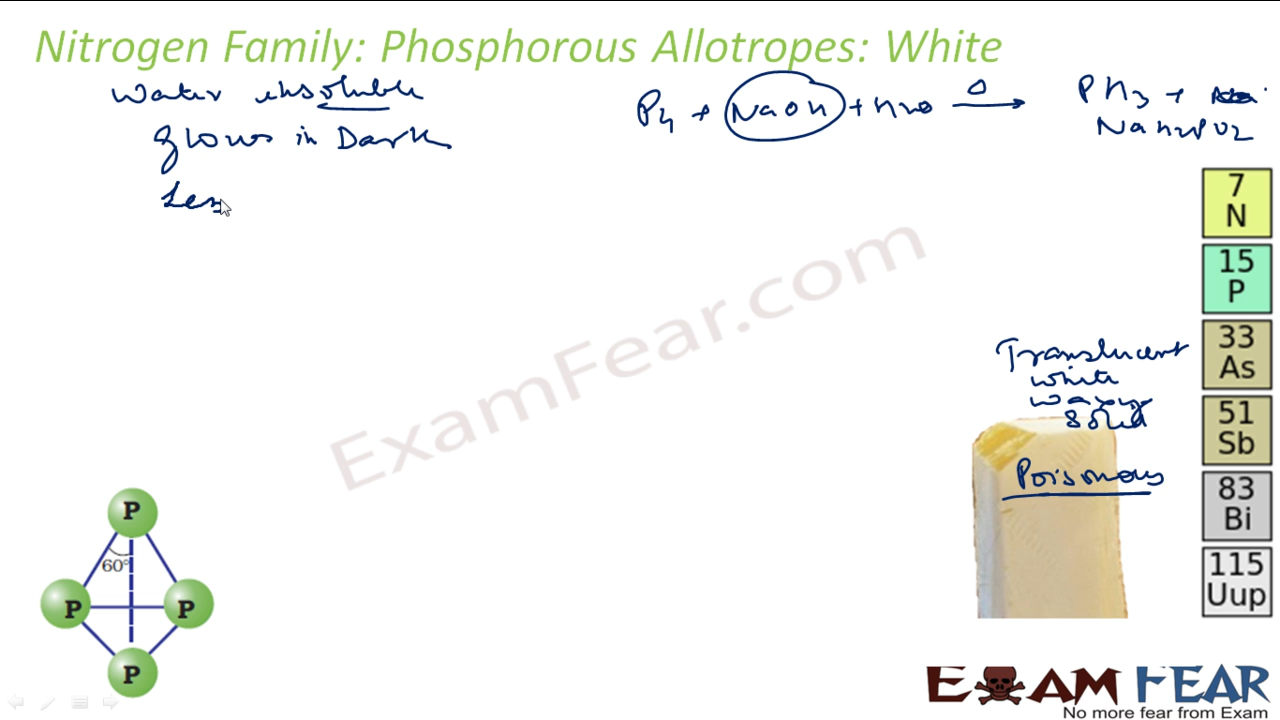 Nitrogen Family: Phosphorous Allotropes: White
Water insoluble
glows in Dark
Les
P4 + NaOH + H2O Δ → PH3 +
NaH2PO2
7
N
15
P
33
As
51
Sb
83
Bi
115
Uup
ExamFear.com
Translucent
white
waxy
solid
Poisonous
P
60°
P
P
P
EXAM FEAR
No more fear from Exam